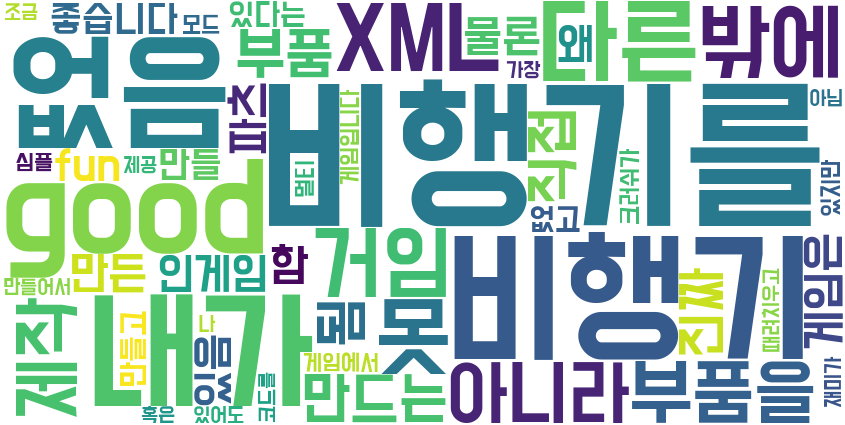 조금
좋습니다
모드
있다는
부품
XML
물론
가장
왜
다른
밖에
아님
없음
파츠
비행기를
심플
fun
제공
만들
멀티
게임입니다
직접
크러쉬가
있지만
good
없고
만든
인게임
함
거임
비행기
진짜
게임은
때려치우고
만들어서
제작
만들고
내가
나
있음
됨
못
게임에서
코드를
만드는
아니라
부품을
재미가
혹은
있어도